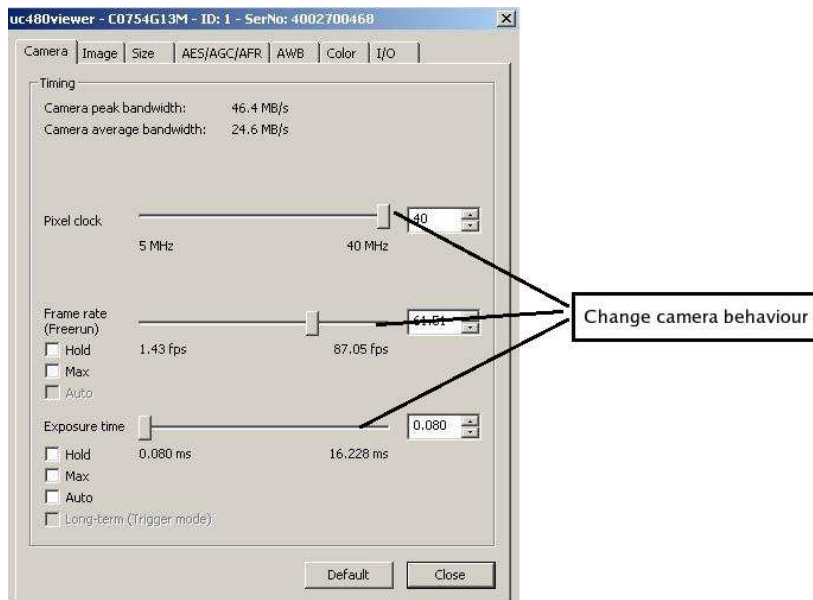 uc480viewer - C0754G13M - ID: 1 - SerNo: 4002700468
Camera Image Size AES/AGC/AFR AWB Color I/O
Timing
Camera peak bandwidth: 46.4 MB/s
Camera average bandwidth: 24.6 MB/s
Pixel clock 40
5 MHz 40 MHz
Frame rate
(Freerun) 61.51
Hold 1.43 fps 87.05 fps
Max
Auto
Change camera behaviour
Exposure time 0.080
Hold 0.080 ms 16.228 ms
Max
Auto
Long-term (Trigger mode)
Default Close